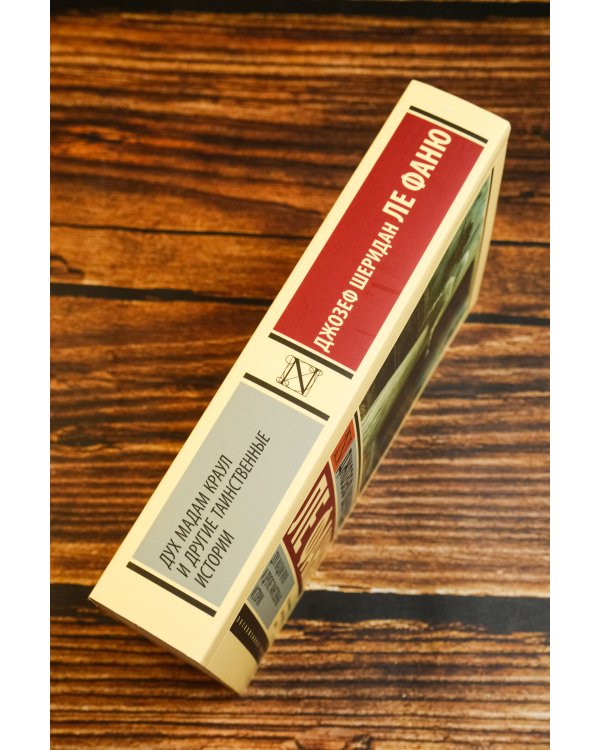 ДЖОЗЕФ ШЕРИДАН ЛЕ ФАНЮ
N
ДУХ МАДАМ КРАУЛ
И ДРУГИЕ ТАИНСТВЕННЫЕ
ИСТОРИИ